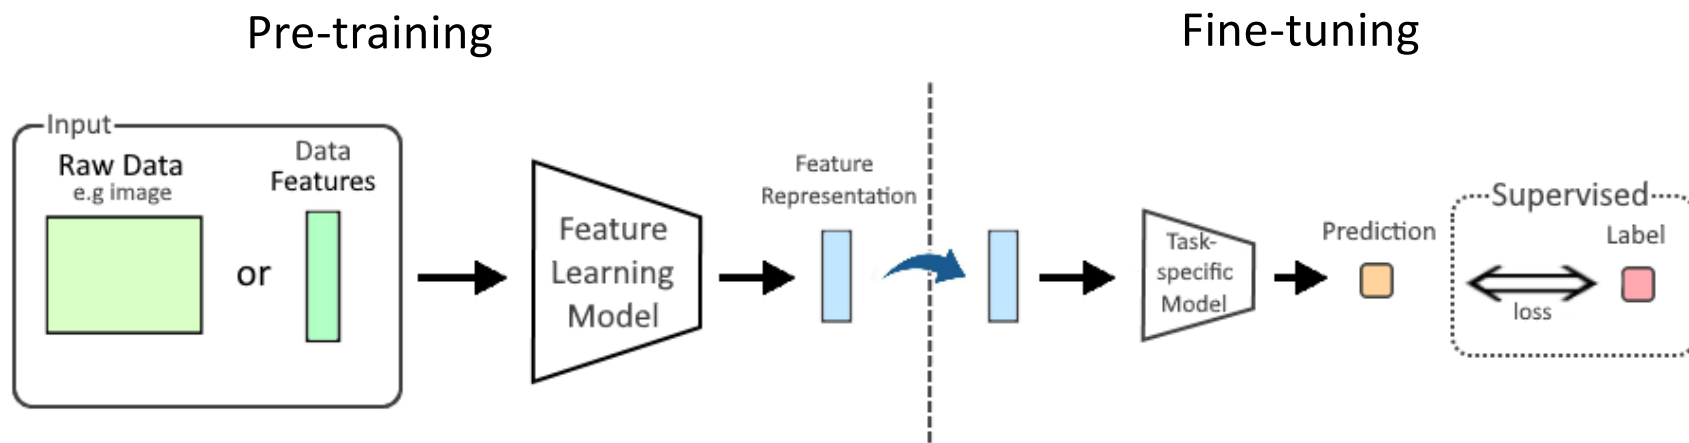 Pre-training
Fine-tuning
Input
Raw Data
e.g image
or
Data
Features
Feature
Learning
Model
Feature
Representation
Task-
specific
Model
Prediction
Supervised
Label
loss